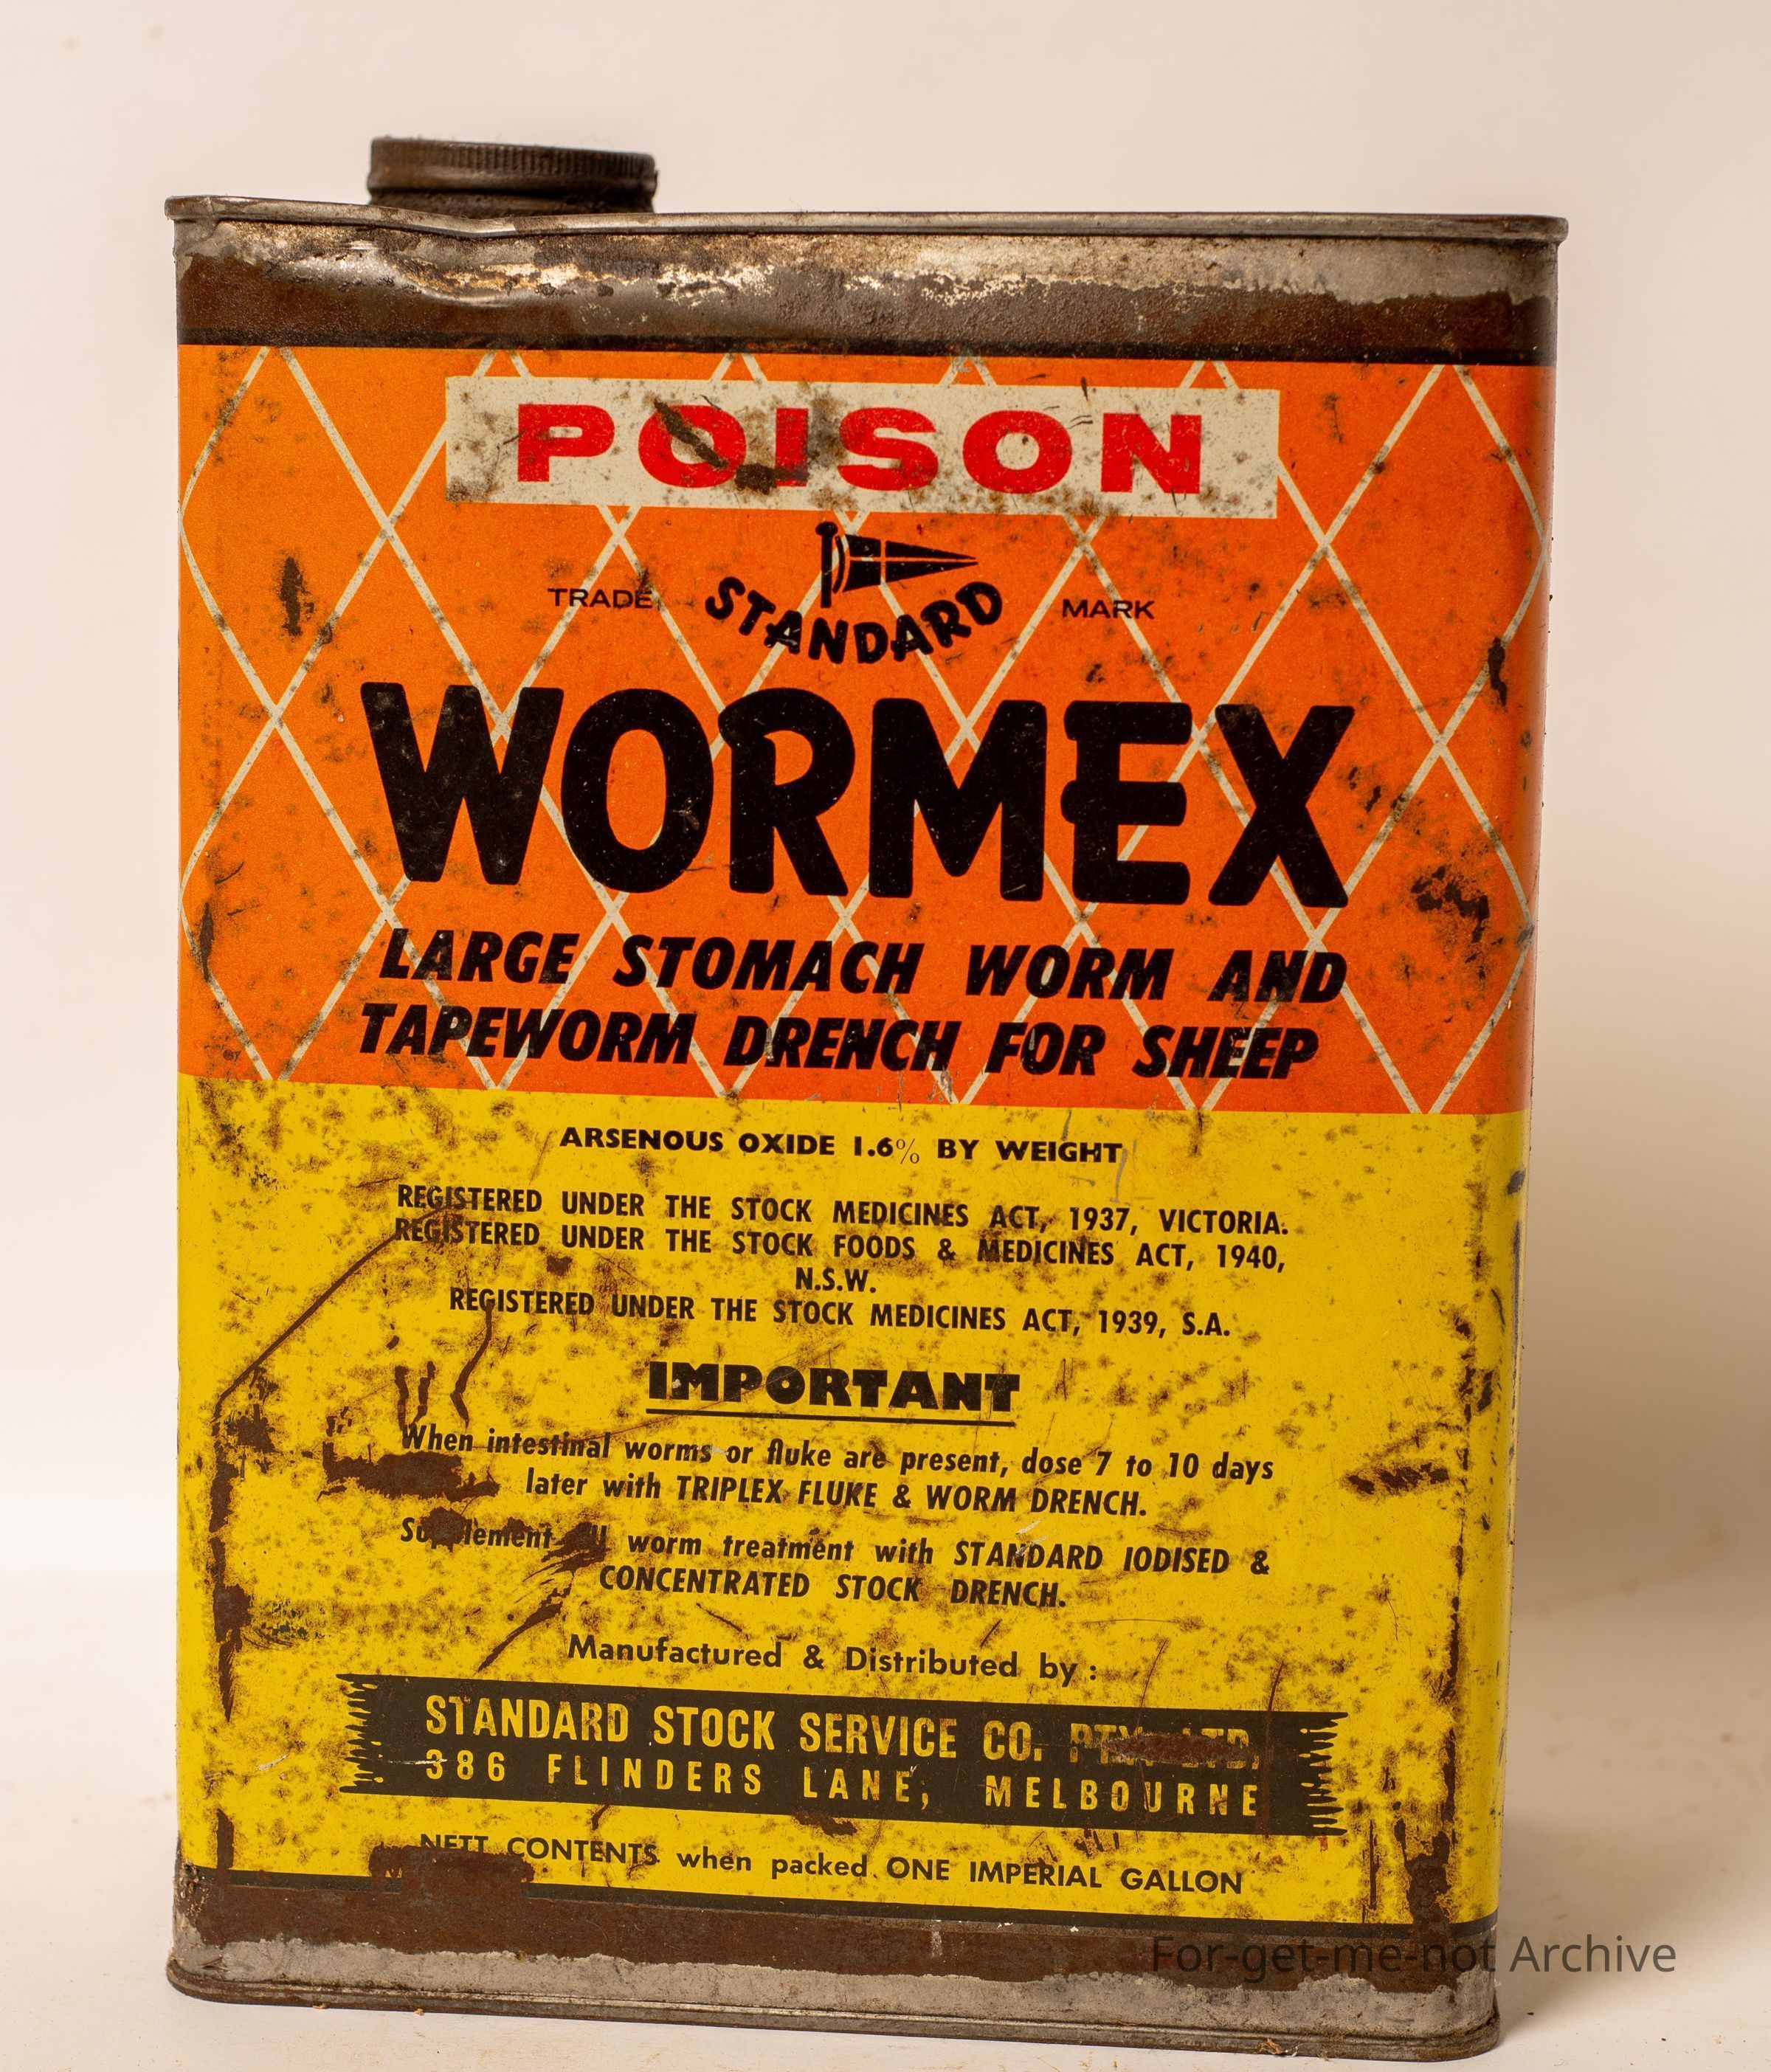 POISON
TRADE MARK
STANDARD
WORMEX
LARGE STOMACH WORM AND
TAPEWORM DRENCH FOR SHEEP
ARSENOUS OXIDE 1.6% BY WEIGHT
REGISTERED UNDER THE STOCK MEDICINES ACT, 1937, VICTORIA.
REGISTERED UNDER THE STOCK FOODS & MEDICINES ACT, 1940,
N.S.W.
REGISTERED UNDER THE STOCK MEDICINES ACT, 1939, S.A.
IMPORTANT
When intestinal worms or fluke are present, dose 7 to 10 days
later with TRIPLEX FLUKE & WORM DRENCH.
Supplement all worm treatment with STANDARD IODISED &
CONCENTRATED STOCK DRENCH.
Manufactured & Distributed by :
STANDARD STOCK SERVICE CO. PTY. LTD.
386 FLINDERS LANE, MELBOURNE
NETT CONTENTS when packed ONE IMPERIAL GALLON
For-get-me-not Archive